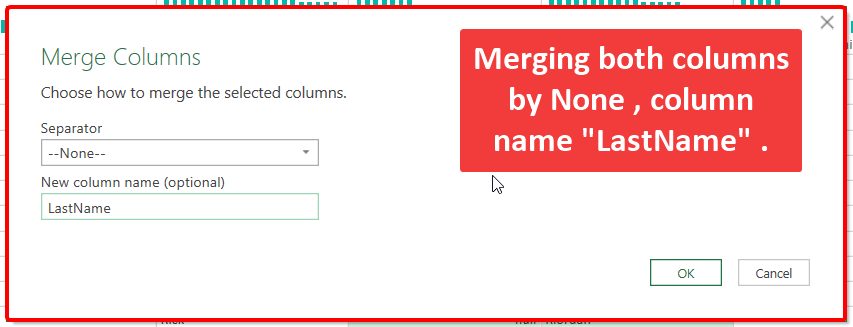 Merge Columns
Choose how to merge the selected columns.
Separator
--None--
New column name (optional)
LastName
Merging both columns
by None , column
name "LastName" .
OK
Cancel